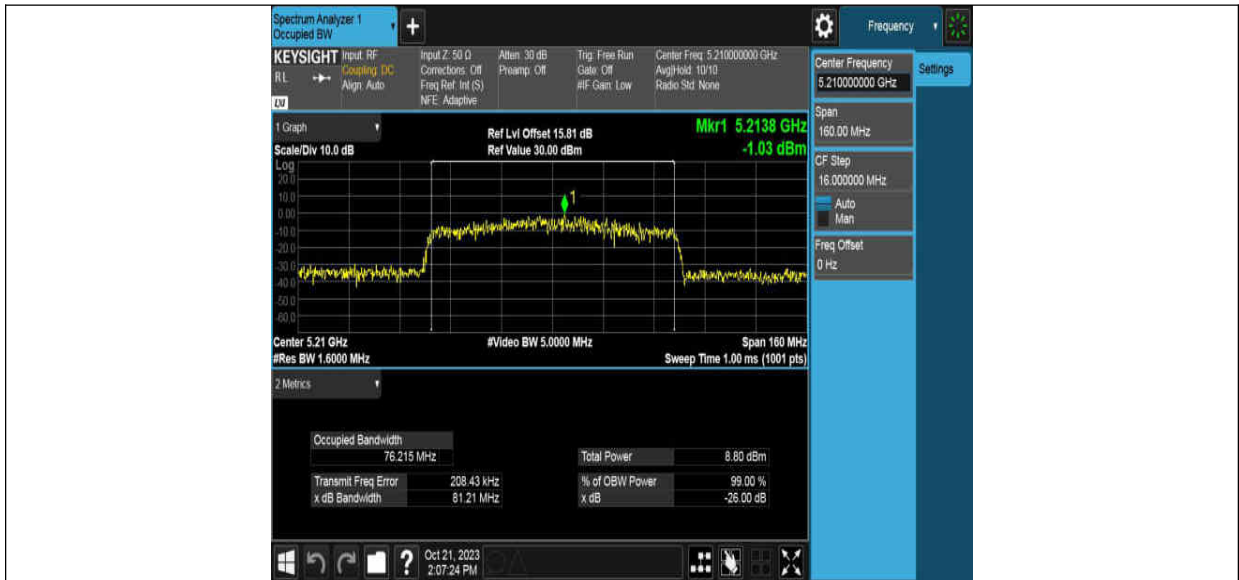 Spectrum Analyzer 1
Occupied BW
+
Frequency
KEYSIGHT
RL
LXI
Input: RF
Coupling: DC
Align: Auto
Input Z: 50 Ω
Corrections: Off
Freq Ref: Int (S)
NFE: Adaptive
Atten: 30 dB
Preamp: Off
Trig: Free Run
Gate: Off
#IF Gain: Low
Center Freq: 5.210000000 GHz
Avg|Hold: 10/10
Radio Std: None
Center Frequency
5.210000000 GHz
Settings
Span
160.00 MHz
CF Step
16.000000 MHz
Auto
Man
Freq Offset
0 Hz
1 Graph
Scale/Div 10.0 dB
Ref Lvl Offset 15.81 dB
Ref Value 30.00 dBm
Mkr1 5.2138 GHz
-1.03 dBm
Log
20.0
10.0
0.00
-10.0
-20.0
-30.0
-40.0
-50.0
-60.0
1
Center 5.21 GHz
#Video BW 5.0000 MHz
Span 160 MHz
#Res BW 1.6000 MHz
Sweep Time 1.00 ms (1001 pts)
2 Metrics
Occupied Bandwidth
76.215 MHz
Total Power 8.80 dBm
Transmit Freq Error 208.43 kHz
% of OBW Power 99.00 %
x dB Bandwidth 81.21 MHz
x dB -26.00 dB
?
Oct 21, 2023
2:07:24 PM